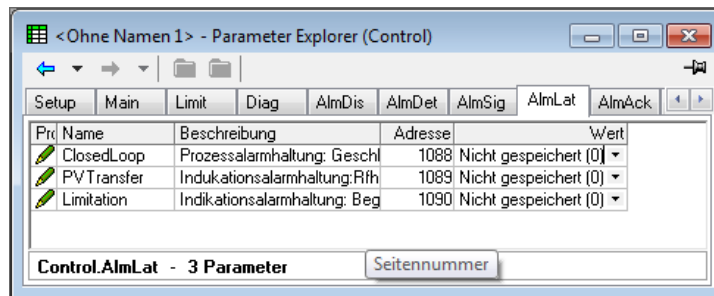 <Ohne Namen 1> - Parameter Explorer (Control)
Setup Main Limit Diag AlmDis AlmDet AlmSig AlmLat AlmAck
Pr Name Beschreibung Adresse Wert
ClosedLoop Prozessalarmhaltung: Geschl 1088 Nicht gespeichert (0)
PVTransfer Indukationsalarmhaltung:Rfh 1089 Nicht gespeichert (0)
Limitation Indikationsalarmhaltung: Beg 1090 Nicht gespeichert (0)
Control.AlmLat - 3 Parameter
Seitennummer